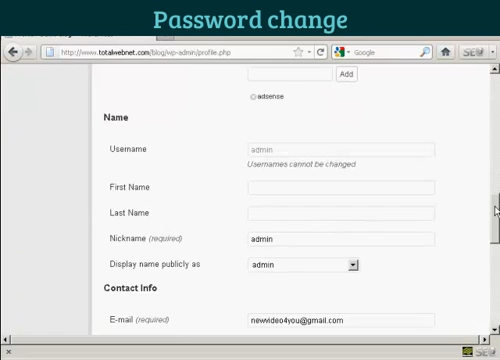 Password change
http://www.totalwebnet.com/blog/wp-admin/profile.php
Google
SEO
Add
adsense
Name
Username
admin
Usernames cannot be changed.
First Name
Last Name
Nickname (required)
admin
Display name publicly as
admin
Contact Info
E-mail (required)
newvideo4you@gmail.com